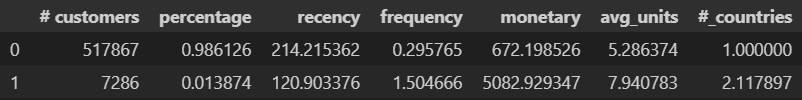 # customers percentage recency frequency monetary avg_units #_countries
0 517867 0.986126 214.215362 0.295765 672.198526 5.286374 1.000000
1 7286 0.013874 120.903376 1.504666 5082.929347 7.940783 2.117897